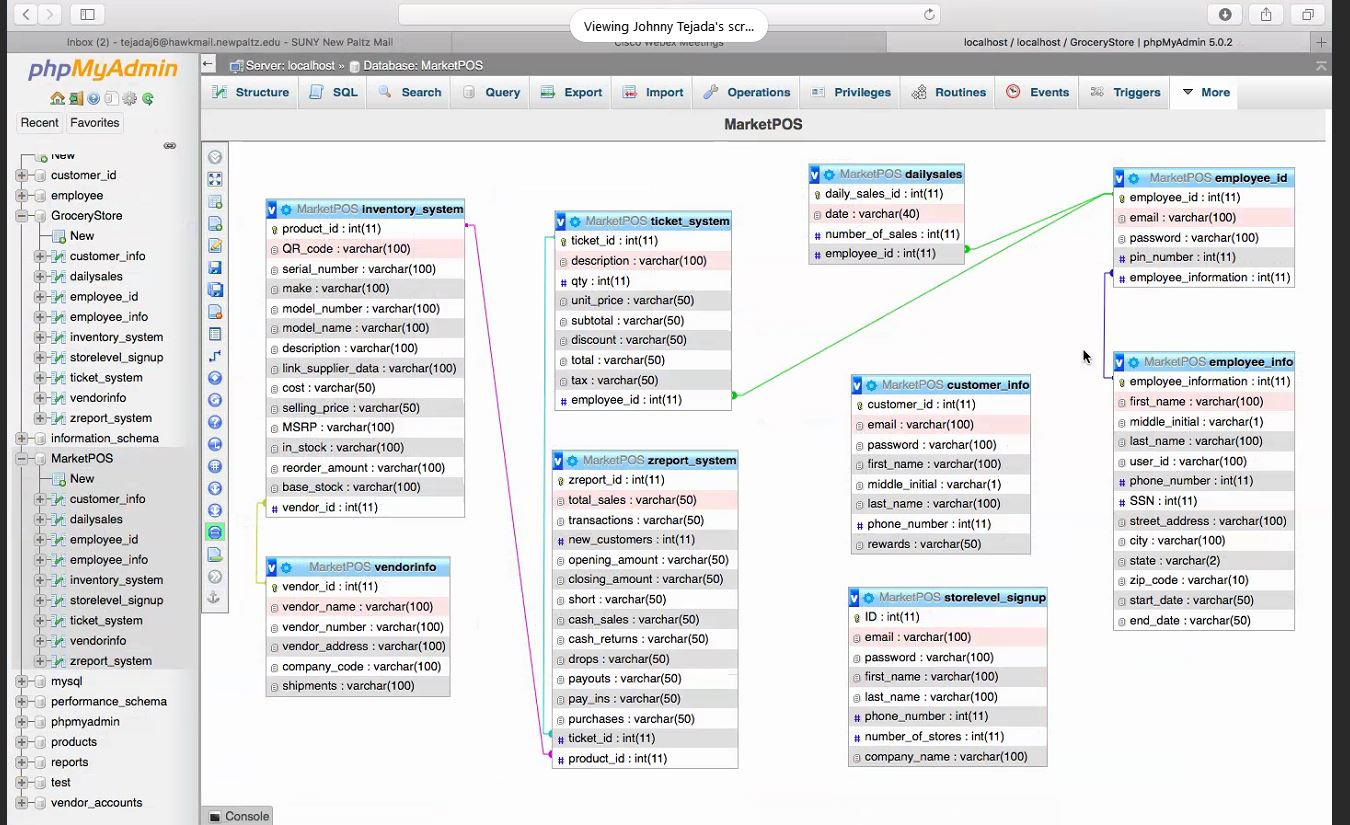 Viewing Johnny Tejada's scr...
Inbox (2) - tejadaj6@hawkmail.newpaltz.edu - SUNY New Paltz Mail
Cisco Webex Meetings
localhost / localhost / GroceryStore | phpMyAdmin 5.0.2
phpMyAdmin
Recent
Favorites
New
customer_id
employee
GroceryStore
New
customer_info
dailysales
employee_id
employee_info
inventory_system
storelevel_signup
ticket_system
vendorinfo
zreport_system
information_schema
MarketPOS
New
customer_info
dailysales
employee_id
employee_info
inventory_system
storelevel_signup
ticket_system
vendorinfo
zreport_system
mysql
performance_schema
phpmyadmin
products
reports
test
vendor_accounts
Server: localhost » Database: MarketPOS
Structure
SQL
Search
Query
Export
Import
Operations
Privileges
Routines
Events
Triggers
More
MarketPOS
MarketPOS inventory_system
product_id : int(11)
QR_code : varchar(100)
serial_number : varchar(100)
make : varchar(100)
model_number : varchar(100)
model_name : varchar(100)
description : varchar(100)
link_supplier_data : varchar(100)
cost : varchar(50)
selling_price : varchar(50)
MSRP : varchar(100)
in_stock : varchar(100)
reorder_amount : varchar(100)
base_stock : varchar(100)
vendor_id : int(11)
MarketPOS vendorinfo
vendor_id : int(11)
vendor_name : varchar(100)
vendor_number : varchar(100)
vendor_address : varchar(100)
company_code : varchar(100)
shipments : varchar(100)
MarketPOS ticket_system
ticket_id : int(11)
description : varchar(100)
qty : int(11)
unit_price : varchar(50)
subtotal : varchar(50)
discount : varchar(50)
total : varchar(50)
tax : varchar(50)
employee_id : int(11)
MarketPOS zreport_system
zreport_id : int(11)
total_sales : varchar(50)
transactions : varchar(50)
new_customers : int(11)
opening_amount : varchar(50)
closing_amount : varchar(50)
short : varchar(50)
cash_sales : varchar(50)
cash_returns : varchar(50)
drops : varchar(50)
payouts : varchar(50)
pay_ins : varchar(50)
purchases : varchar(50)
ticket_id : int(11)
product_id : int(11)
MarketPOS dailysales
daily_sales_id : int(11)
date : varchar(40)
number_of_sales : int(11)
employee_id : int(11)
MarketPOS customer_info
customer_id : int(11)
email : varchar(100)
password : varchar(100)
first_name : varchar(100)
middle_initial : varchar(1)
last_name : varchar(100)
phone_number : int(11)
rewards : varchar(50)
MarketPOS storelevel_signup
ID : int(11)
email : varchar(100)
password : varchar(100)
first_name : varchar(100)
last_name : varchar(100)
phone_number : int(11)
number_of_stores : int(11)
company_name : varchar(100)
MarketPOS employee_id
employee_id : int(11)
email : varchar(100)
password : varchar(100)
pin_number : int(11)
employee_information : int(11)
MarketPOS employee_info
employee_information : int(11)
first_name : varchar(100)
middle_initial : varchar(1)
last_name : varchar(100)
user_id : varchar(100)
phone_number : int(11)
SSN : int(11)
street_address : varchar(100)
city : varchar(100)
state : varchar(2)
zip_code : varchar(10)
start_date : varchar(50)
end_date : varchar(50)
Console